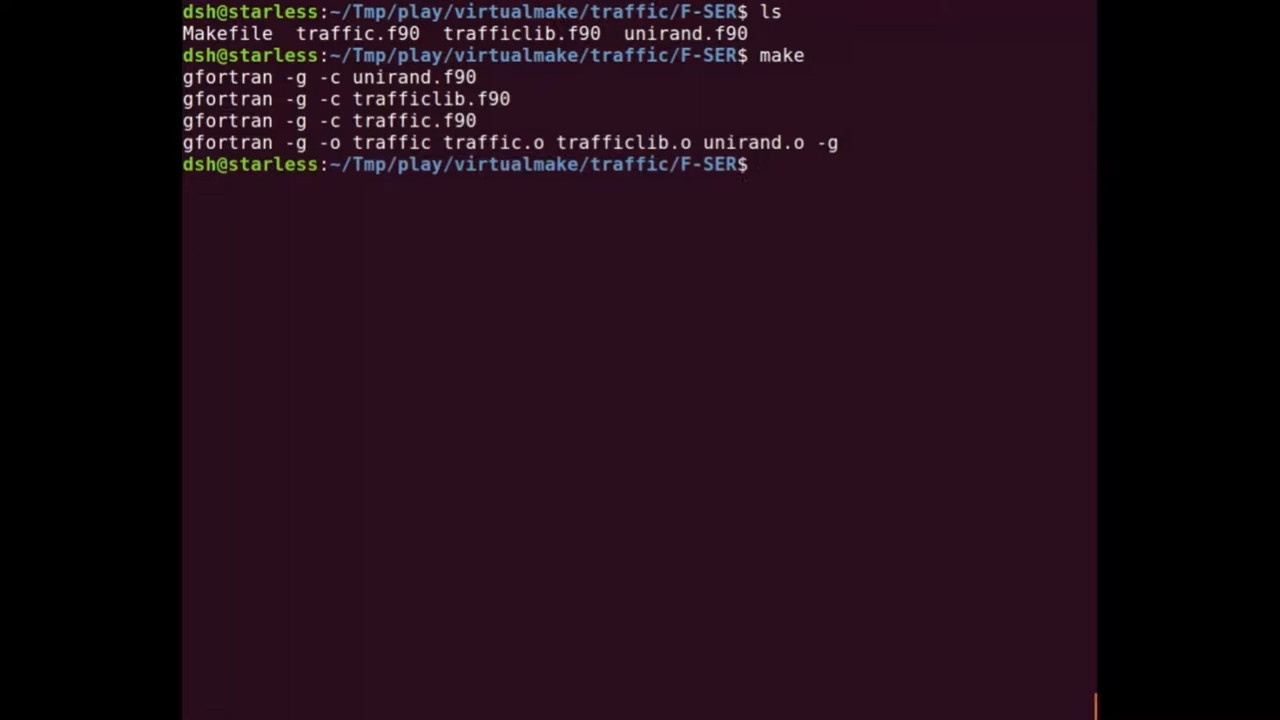 dsh@starless:~/Tmp/play/virtualmake/traffic/F-SER$ ls
Makefile  traffic.f90  trafficlib.f90  unirand.f90
dsh@starless:~/Tmp/play/virtualmake/traffic/F-SER$ make
gfortran -g -c unirand.f90
gfortran -g -c trafficlib.f90
gfortran -g -c traffic.f90
gfortran -g -o traffic traffic.o trafficlib.o unirand.o -g
dsh@starless:~/Tmp/play/virtualmake/traffic/F-SER$